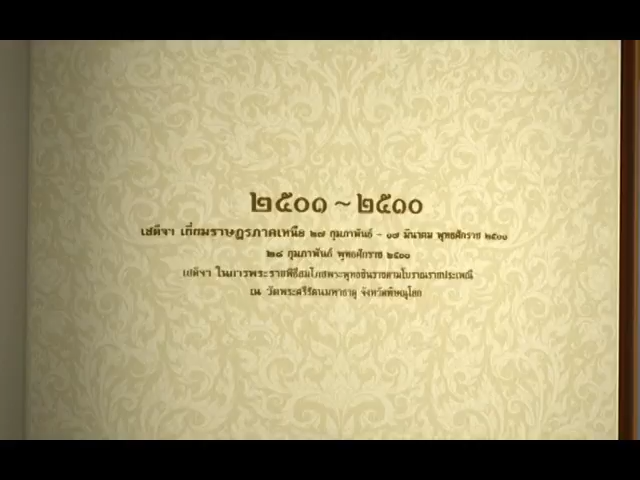 ๒๕๐๑ ~ ๒๕๑๐
เสด็จฯ เยี่ยมราษฎรภาคเหนือ ๒๗ กุมภาพันธ์ - ๑๗ มีนาคม พุทธศักราช ๒๕๐๑
๒๘ กุมภาพันธ์ พุทธศักราช ๒๕๐๑
เสด็จฯ ในการพระราชพิธีสมโภชพระพุทธชินราชตามโบราณราชประเพณี
ณ วัดพระศรีรัตนมหาธาตุ จังหวัดพิษณุโลก